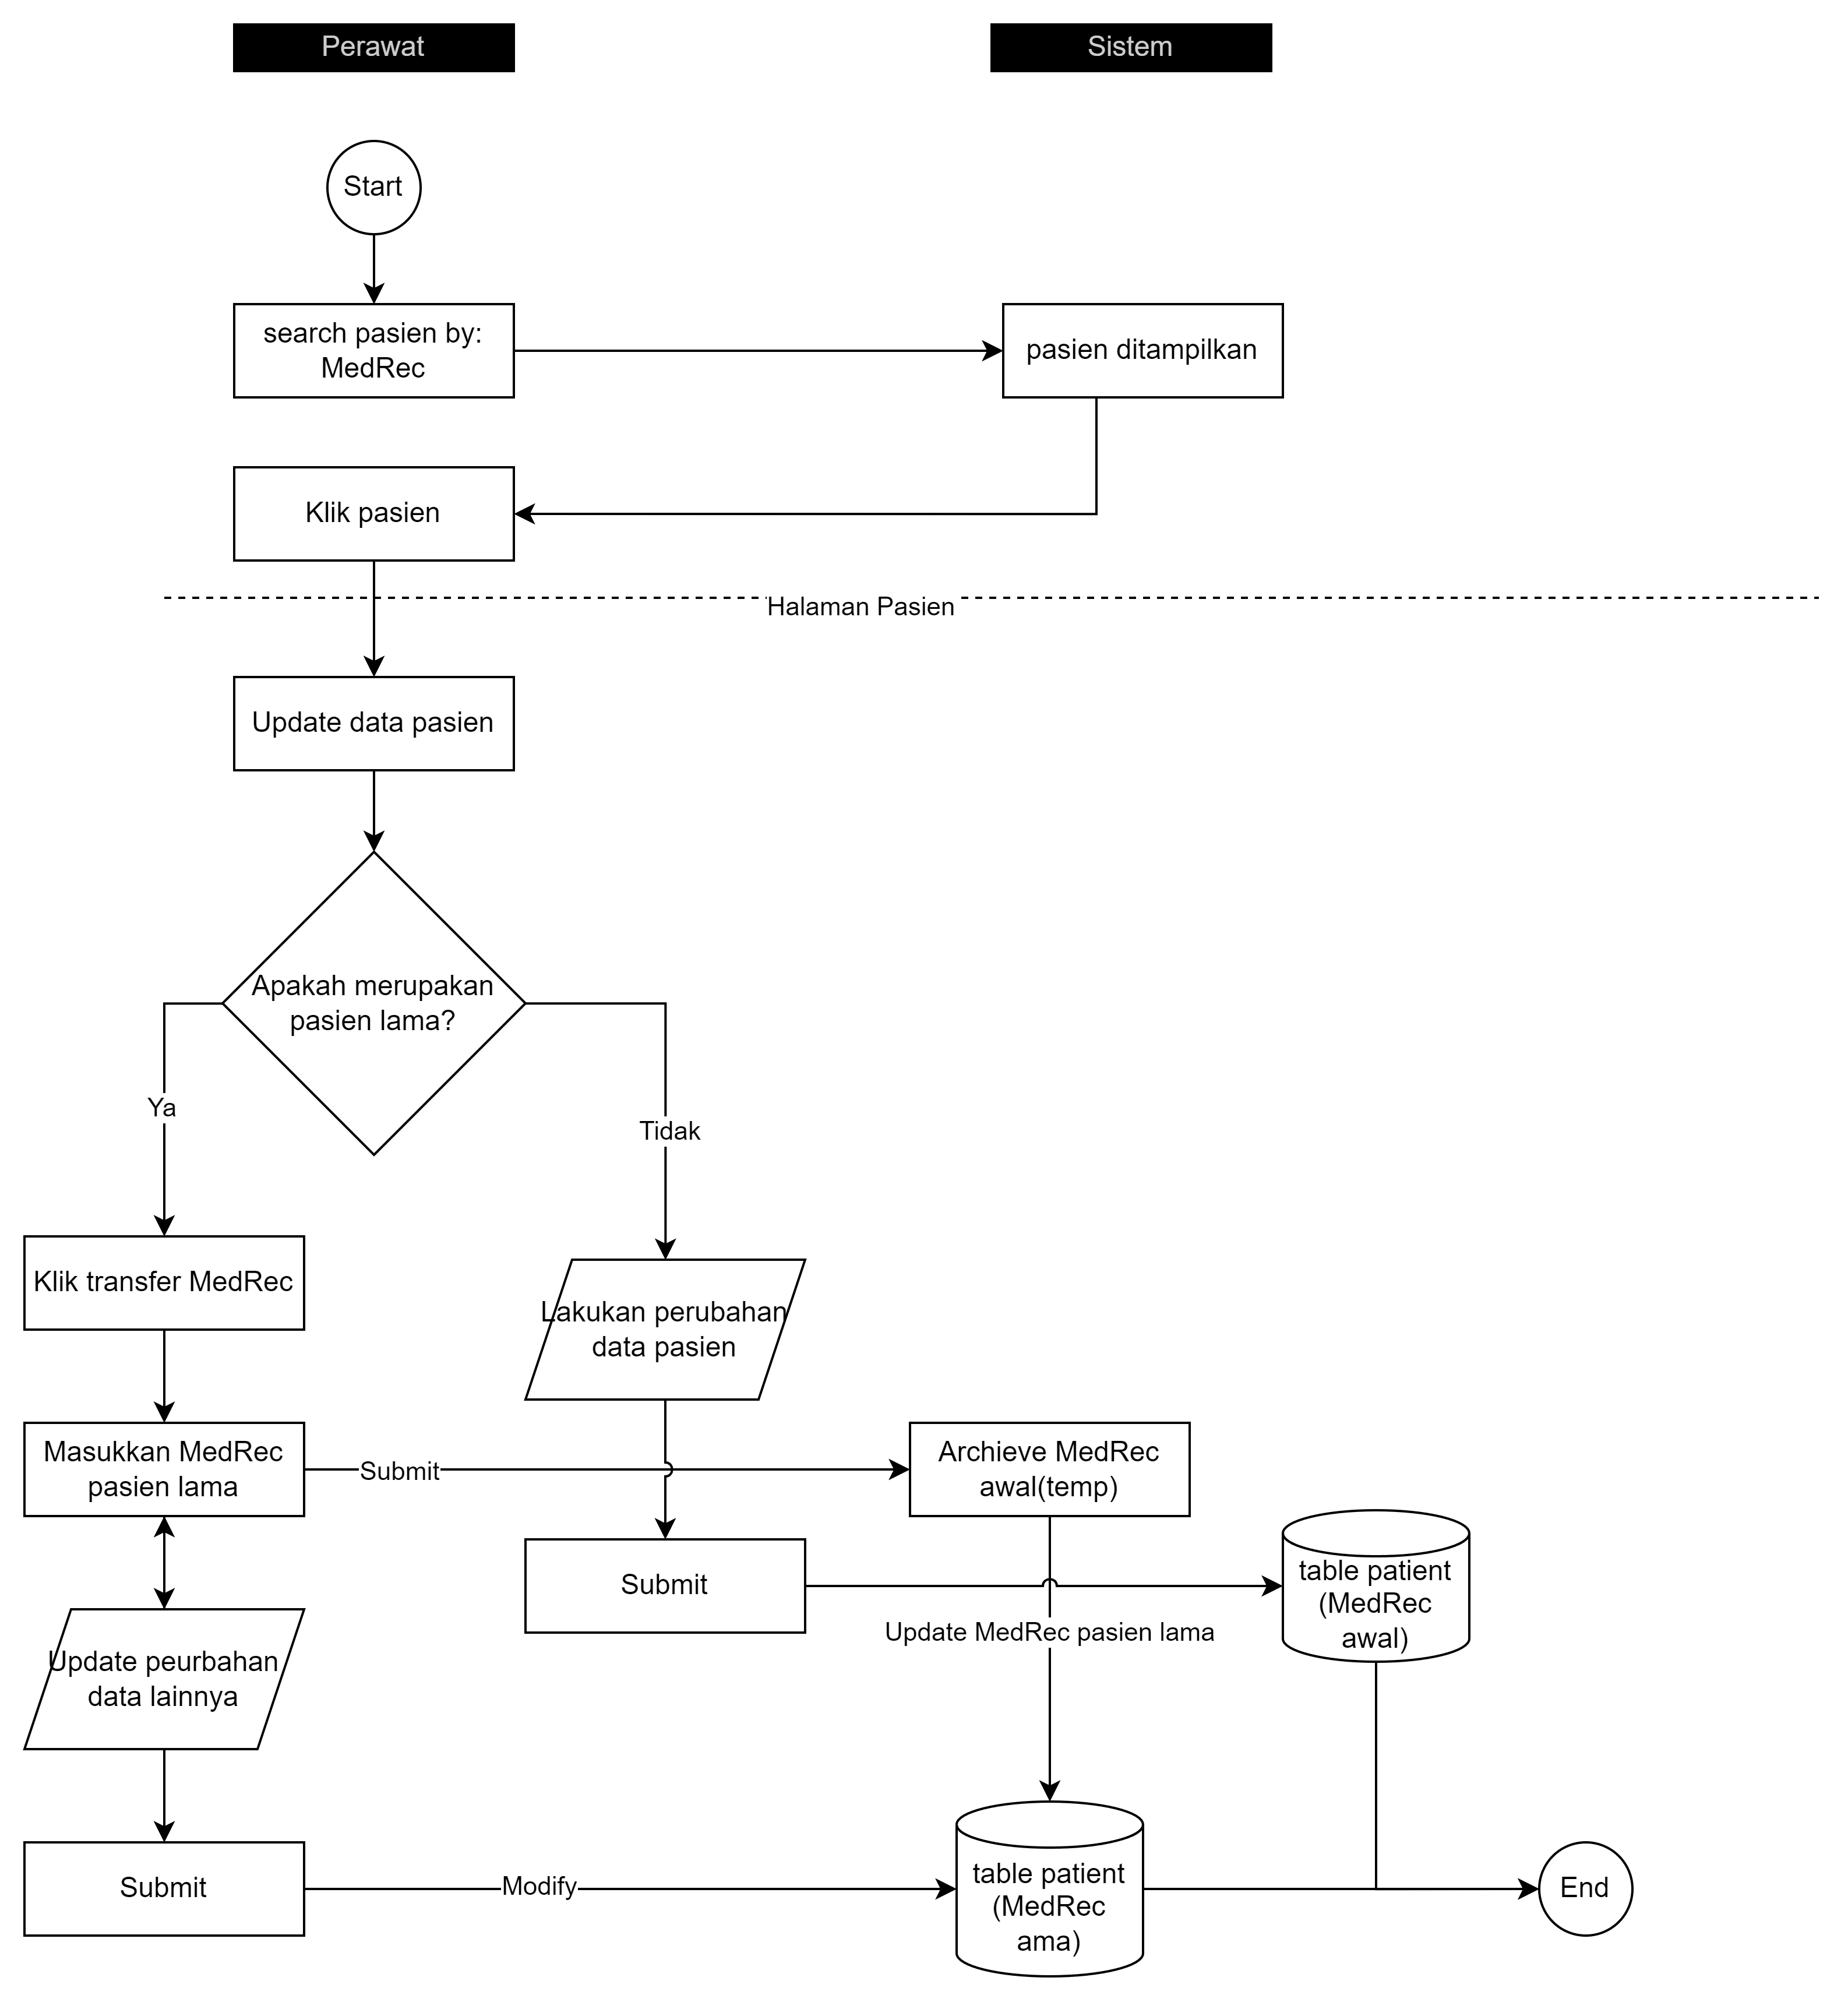 Perawat
Sistem
Start
search pasien by:
MedRec
pasien ditampilkan
Klik pasien
Halaman Pasien
Update data pasien
Apakah merupakan
pasien lama?
Ya
Tidak
Klik transfer MedRec
Lakukan perubahan
data pasien
Masukkan MedRec
pasien lama
Submit
Archieve MedRec
awal(temp)
Submit
table patient
(MedRec
awal)
Update MedRec pasien lama
Update peurbahan
data lainnya
Submit
Modify
table patient
(MedRec
ama)
End